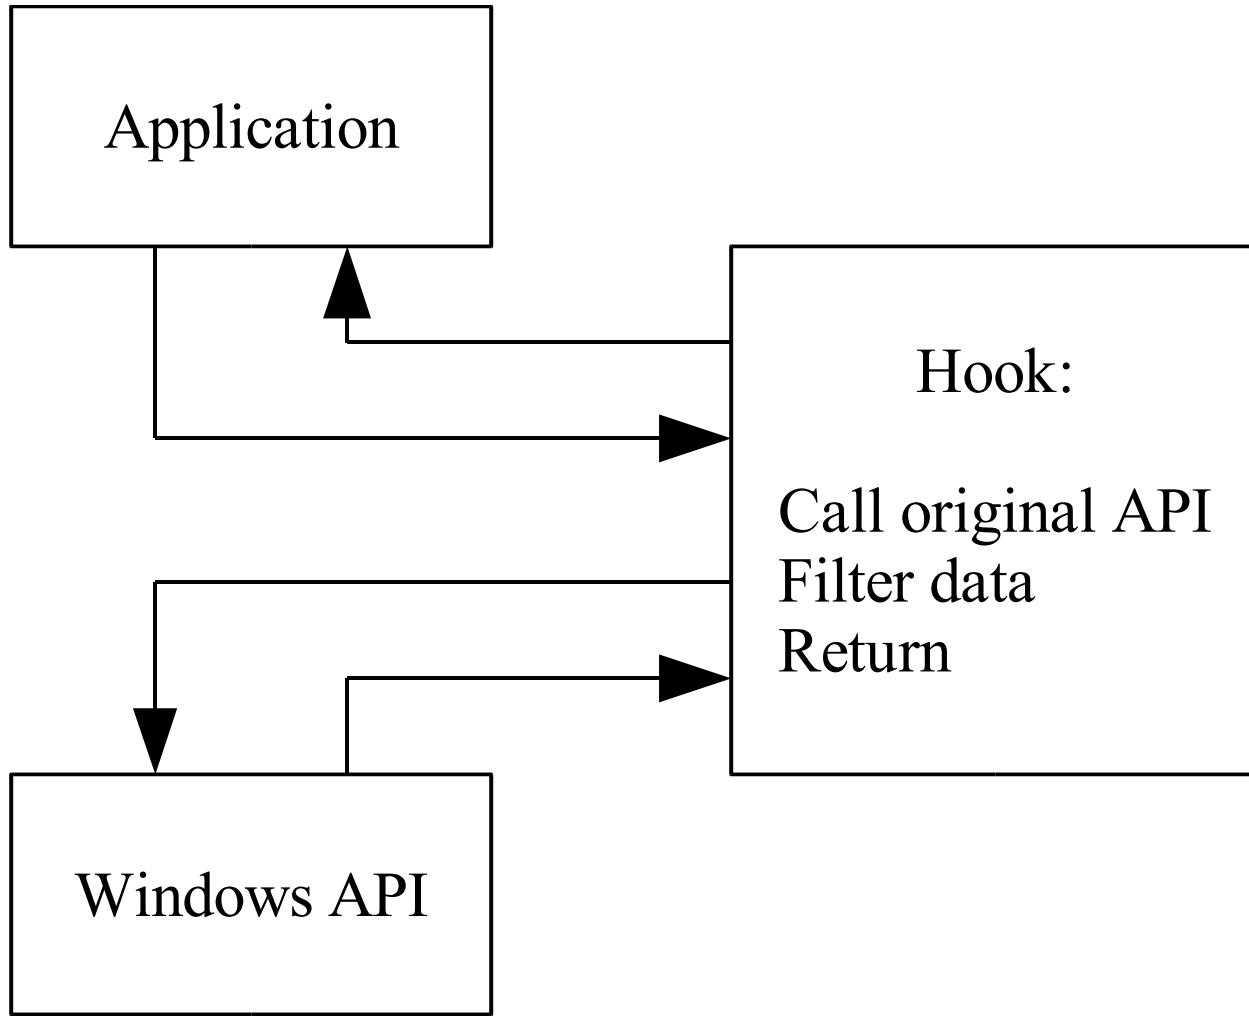 Application
Hook:
Call original API
Filter data
Return
Windows API